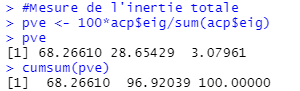 > #Mesure de l'inertie totale
> pve <- 100*acp$eig/sum(acp$eig)
> pve
[1] 68.26610 28.65429  3.07961
> cumsum(pve)
[1]  68.26610  96.92039 100.00000